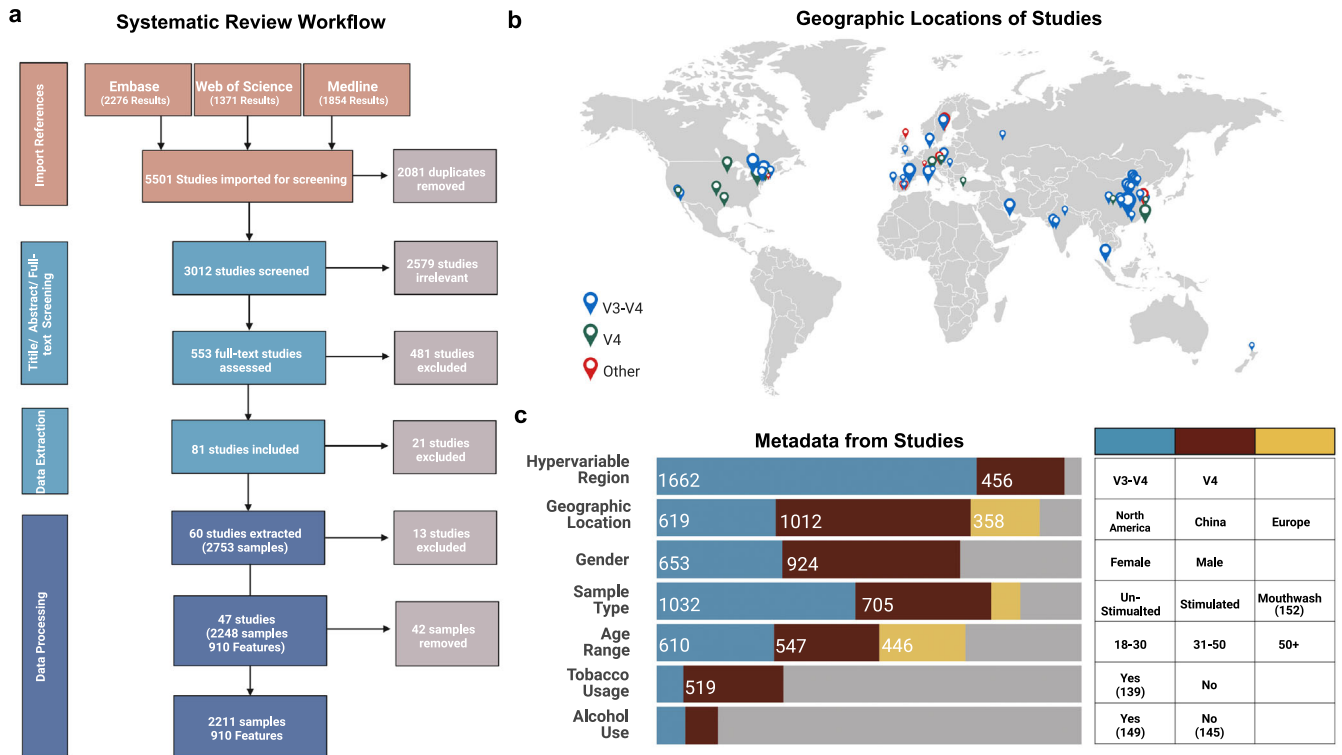 a
Systematic Review Workflow
Import References
Embase
(2276 Results)
Web of Science
(1371 Results)
Medline
(1854 Results)
5501 Studies imported for screening
2081 duplicates
removed
Titile/ Abstract/ Full-
text Screening
3012 studies screened
2579 studies
irrelevant
553 full-text studies
assessed
481 studies
excluded
Data Extraction
81 studies included
21 studies
excluded
Data Processing
60 studies extracted
(2753 samples)
13 studies
excluded
47 studies
(2248 samples
910 Features)
42 samples
removed
2211 samples
910 Features
b
Geographic Locations of Studies
V3-V4
V4
Other
c
Metadata from Studies
Hypervariable
Region
1662
456
V3-V4
V4
Geographic
Location
619
1012
358
North
America
China
Europe
Gender
653
924
Female
Male
Sample
Type
1032
705
Un-
Stimualted
Stimulated
Mouthwash
(152)
Age
Range
610
547
446
18-30
31-50
50+
Tobacco
Usage
519
Yes
(139)
No
Alcohol
Use
Yes
(149)
No
(145)